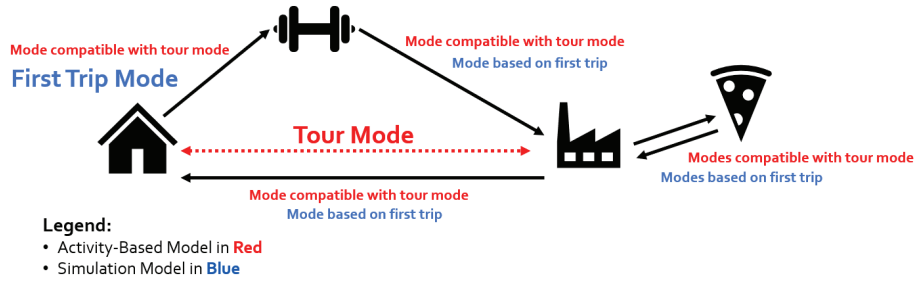 Mode compatible with tour mode
First Trip Mode
Mode compatible with tour mode
Mode based on first trip
Tour Mode
Modes compatible with tour mode
Modes based on first trip
Mode compatible with tour mode
Mode based on first trip
Legend:
• Activity-Based Model in Red
• Simulation Model in Blue